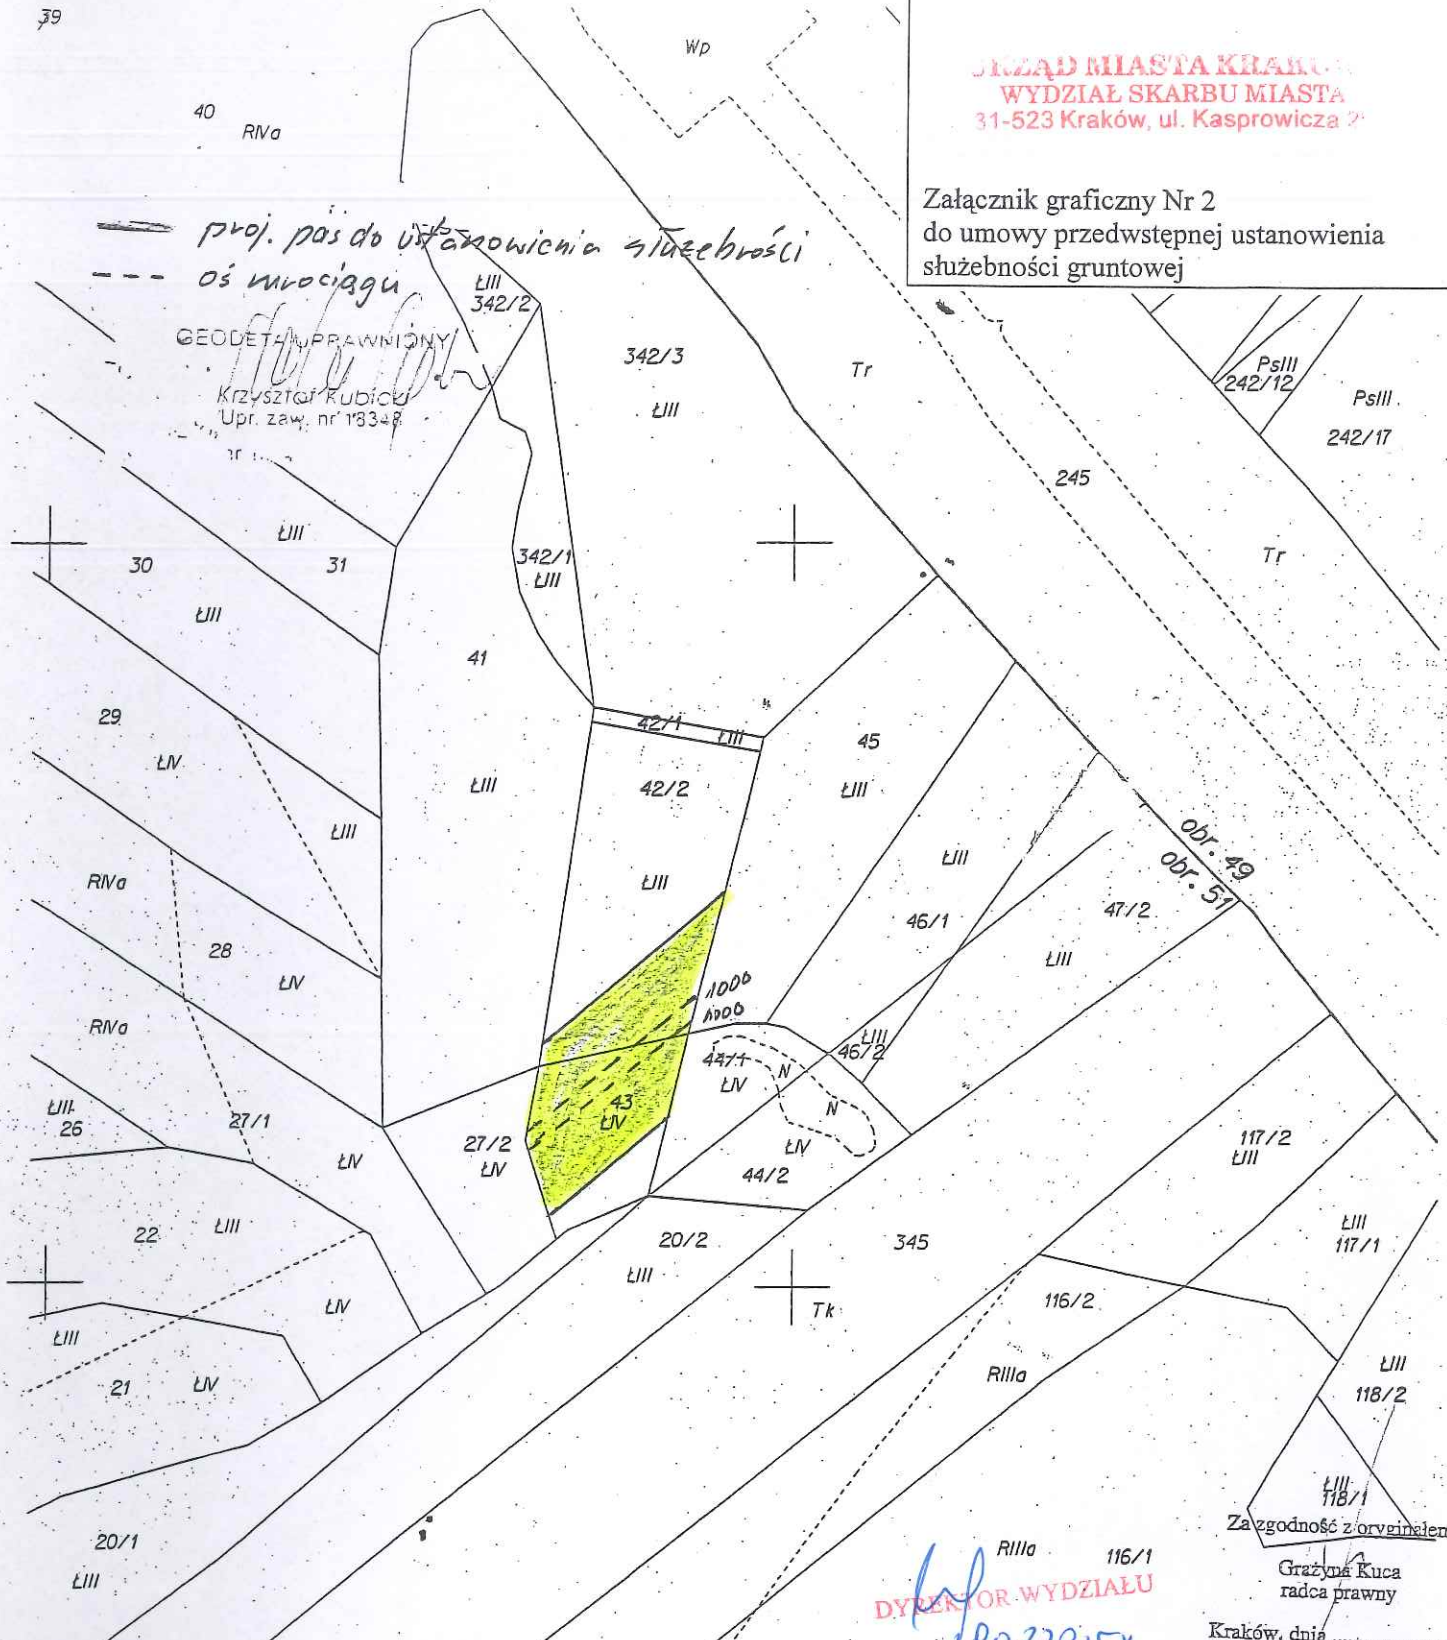 39
Wp
WYDZIAŁ SKARBU MIASTA
31-523 Kraków, ul. Kasprowicza
40
RIVa
Załącznik graficzny Nr 2
do umowy przedwstępnej ustanowienia
służebności gruntowej
proj. pas do ustanowienia służebności
oś
ŁIII
342/2
GEODETA UPRAWNIONY
Krzysztof Kubicki
Upr. zaw. nr 18348
342/3
ŁIII
Tr
PsIII
242/12
PsIII
242/17
245
Tr
ŁIII
30
31
ŁIII
342/1
ŁIII
41
29
ŁIV
42/1
ŁIII
45
ŁIII
42/2
ŁIII
ŁIII
ŁIII
obr. 49
obr. 51
RIVa
ŁIII
46/1
47/2
ŁIII
28
ŁIV
1000
1000
RIVa
ŁIII
46/2
44/1
ŁIV
N
N
43
ŁIV
ŁIII
26
27/1
ŁIV
27/2
ŁIV
ŁIV
44/2
117/2
ŁIII
22
ŁIII
20/2
ŁIII
345
ŁIII
117/1
ŁIV
Tk
116/2
ŁIII
21
ŁIV
RIIIa
ŁIII
118/2
ŁIII
118/1
20/1
ŁIII
Za zgodność z oryginałem
RIIIa
116/1
Grażyna Kuca
radca prawny
DYREKTOR WYDZIAŁU
Kraków, dnia